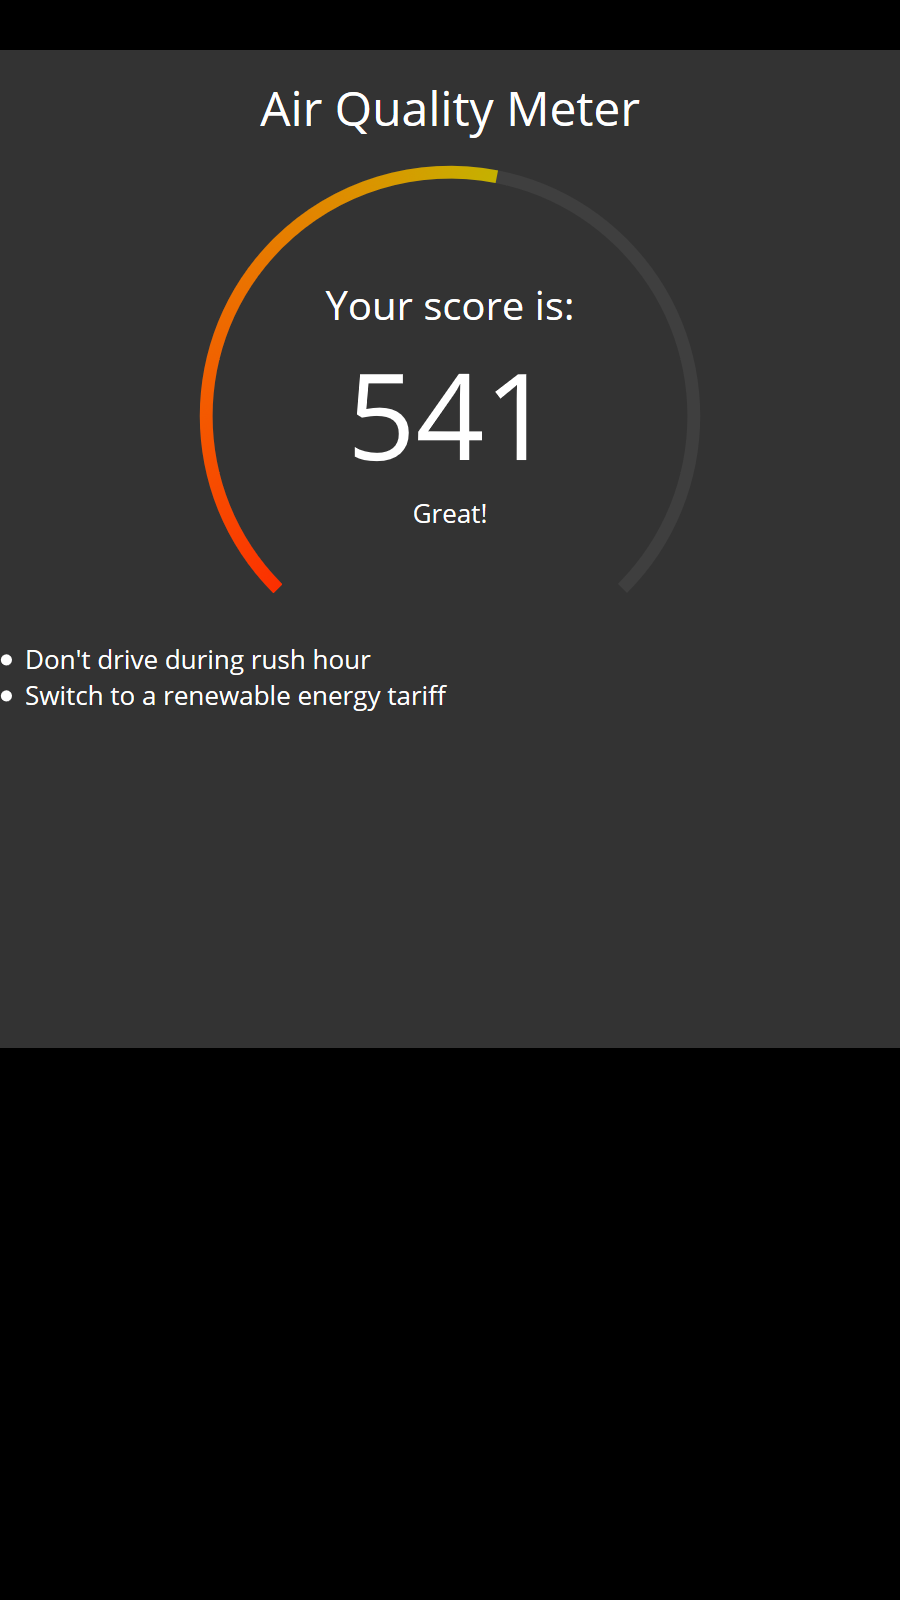 Air Quality Meter
Your score is:
541
Great!
Don't drive during rush hour
Switch to a renewable energy tariff